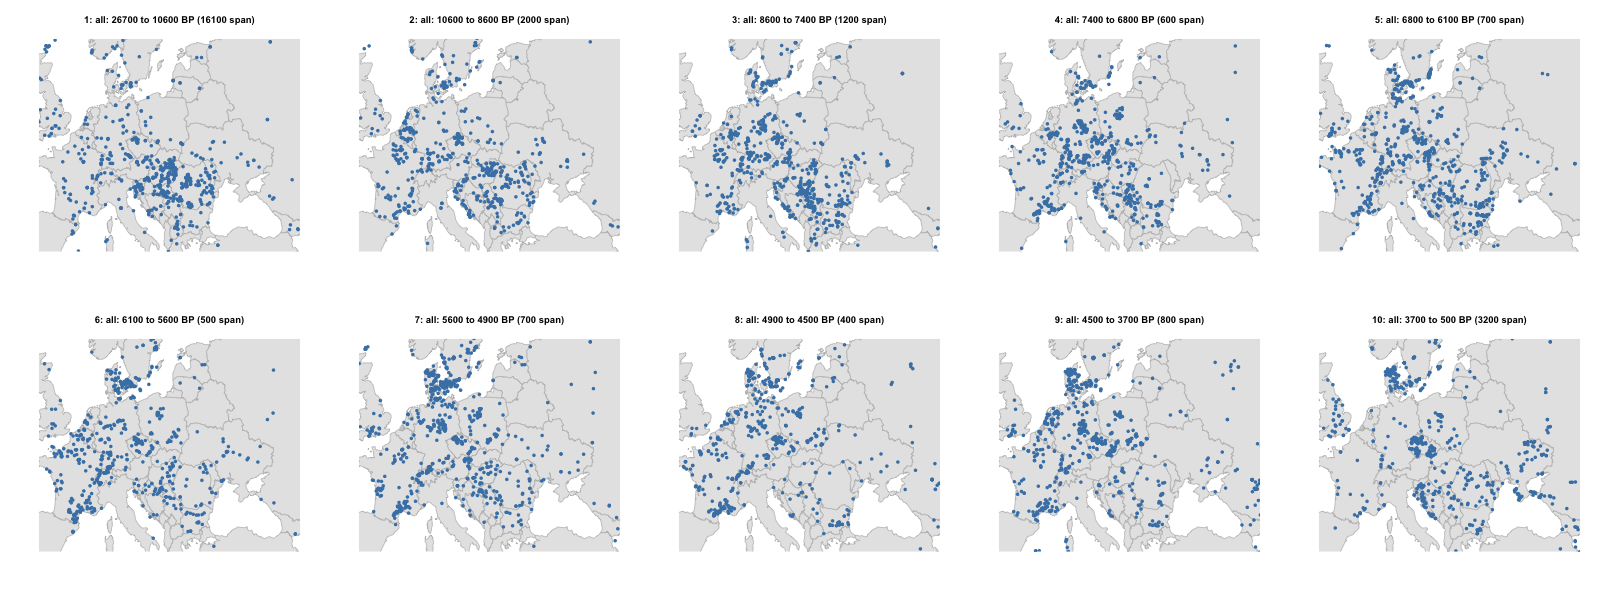 1: all: 26700 to 10600 BP (16100 span)
2: all: 10600 to 8600 BP (2000 span)
3: all: 8600 to 7400 BP (1200 span)
4: all: 7400 to 6800 BP (600 span)
5: all: 6800 to 6100 BP (700 span)
6: all: 6100 to 5600 BP (500 span)
7: all: 5600 to 4900 BP (700 span)
8: all: 4900 to 4500 BP (400 span)
9: all: 4500 to 3700 BP (800 span)
10: all: 3700 to 500 BP (3200 span)